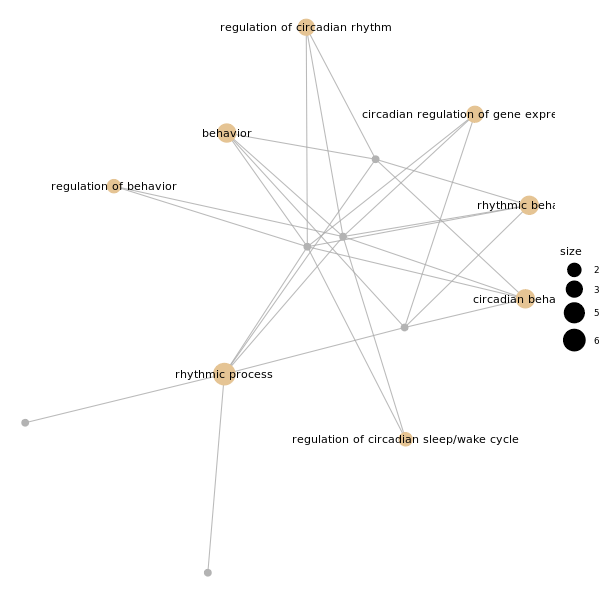 regulation of circadian rhythm
circadian regulation of gene expre
behavior
regulation of behavior
rhythmic beha
size
2
circadian beha
3
5
6
rhythmic process
regulation of circadian sleep/wake cycle